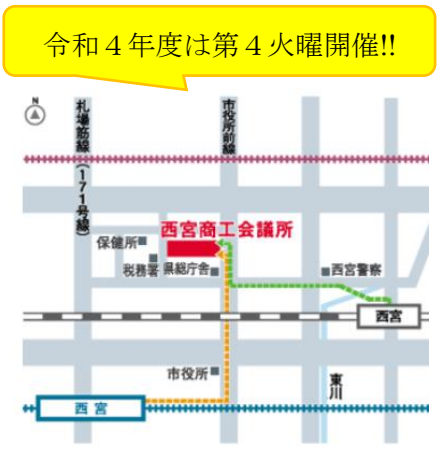 令和４年度は第４火曜開催!!
N
札場筋線(171号線)
市役所前線
西宮商工会議所
保健所
税務署
県総庁舎
西宮警察
西宮
市役所
東川
西宮